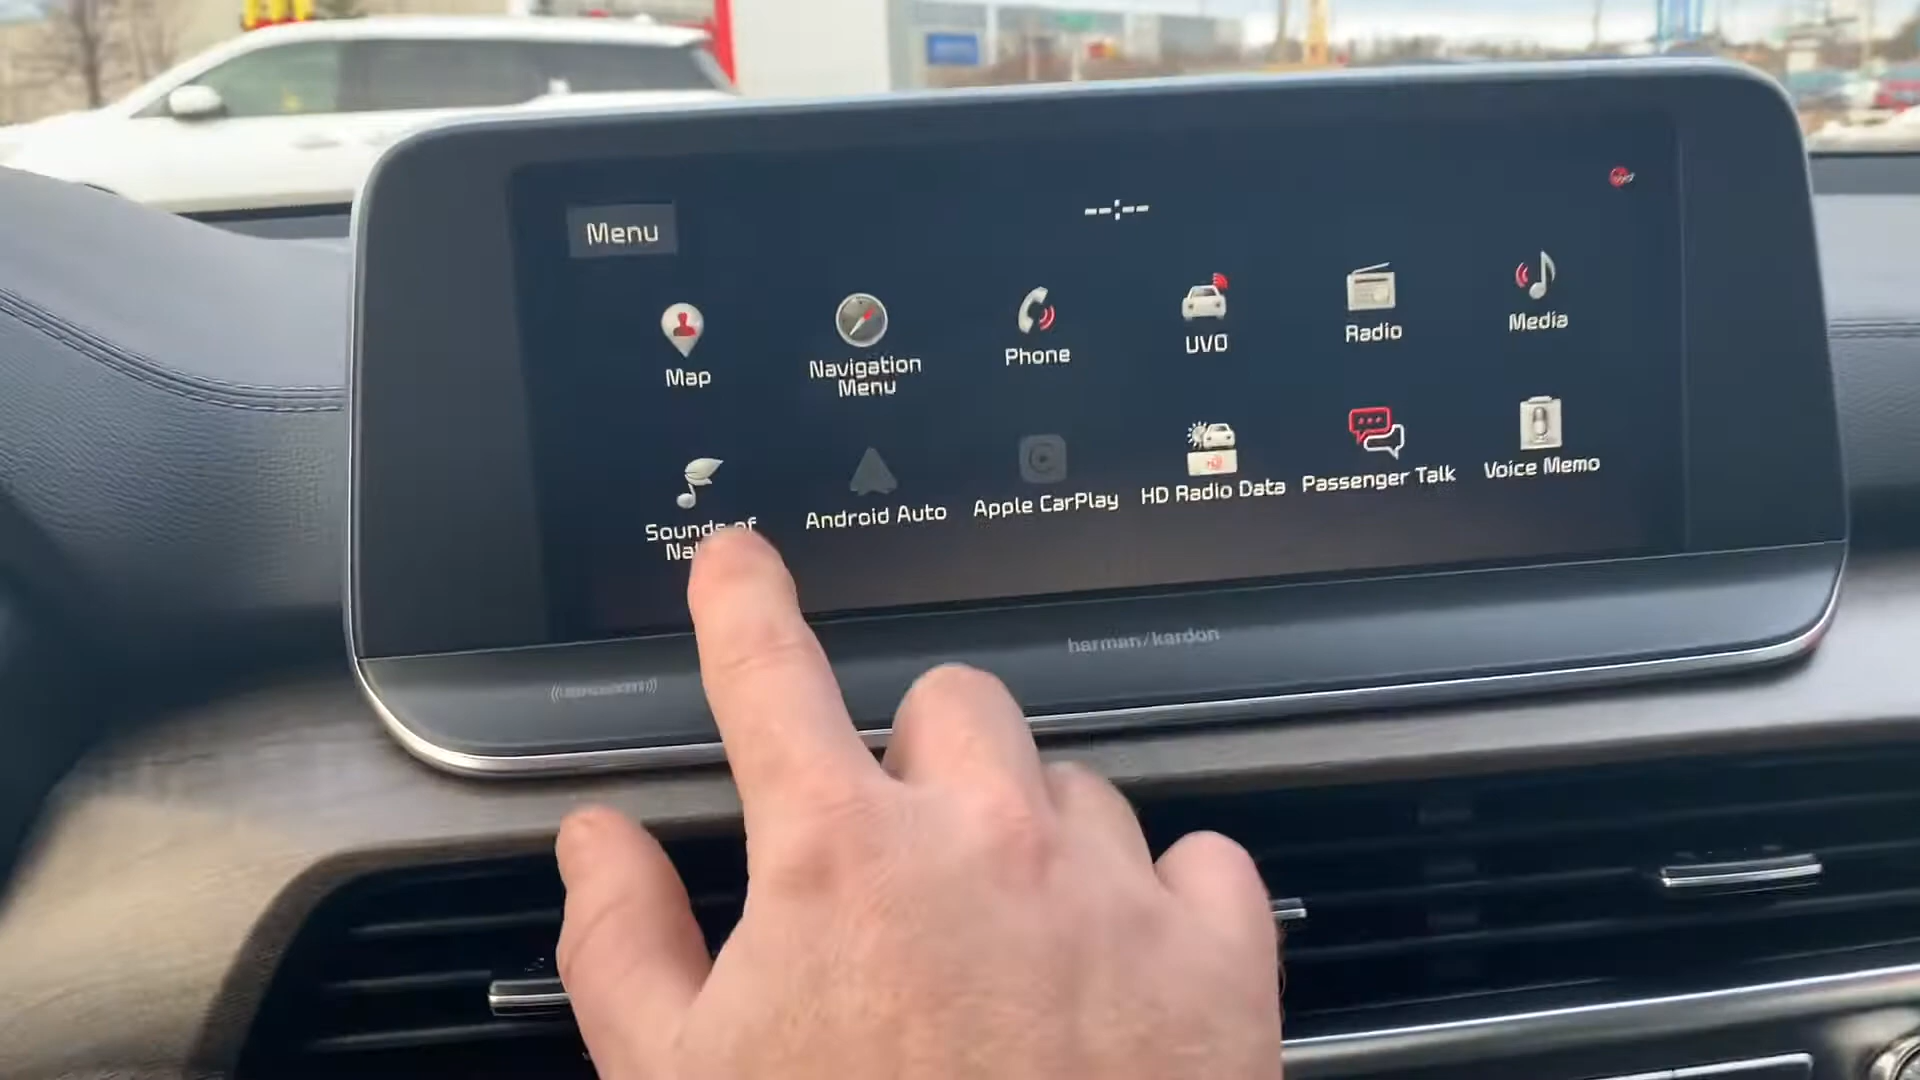 Menu
--:--
Map
Navigation
Menu
Phone
UVO
Radio
Media
Sounds of
Android Auto
Apple CarPlay
HD Radio Data
Passenger Talk
Voice Memo
harman/kardon
(((SiriusXM)))